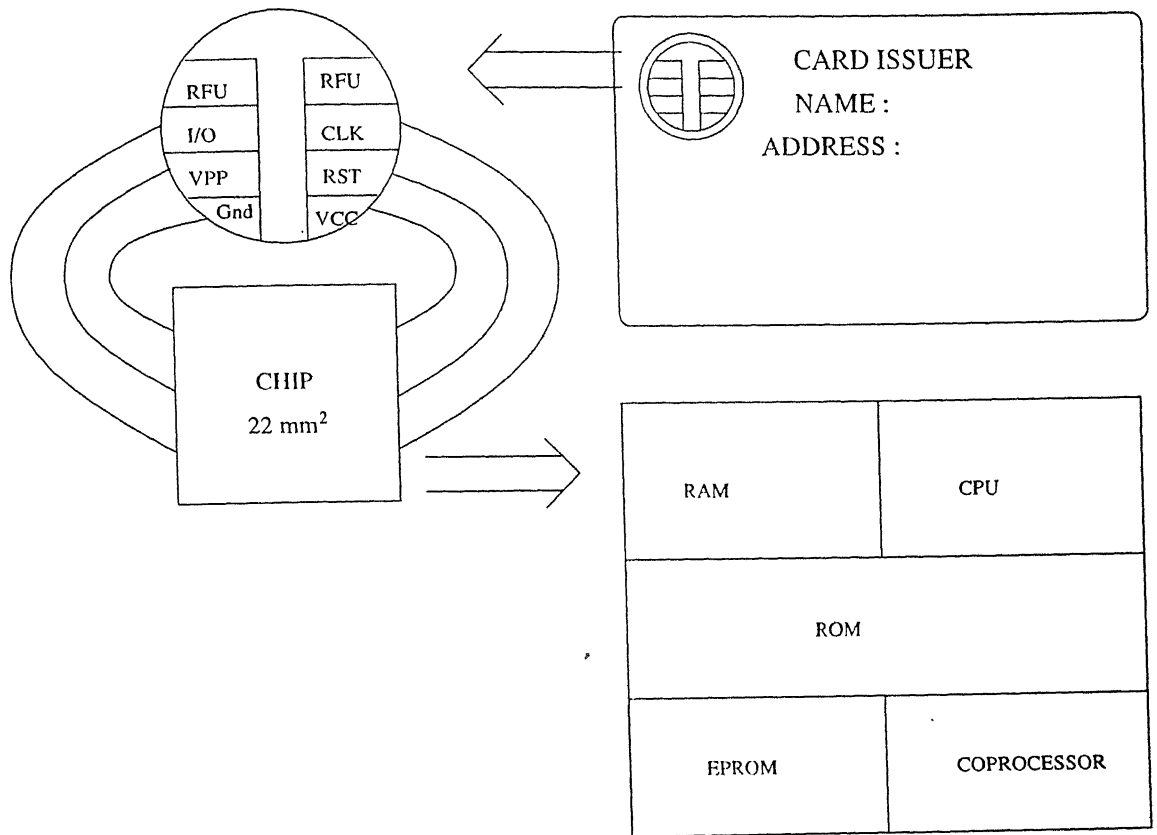 RFU
I/O
VPP
Gnd
RFU
CLK
RST
VCC
CHIP
22 mm²
CARD ISSUER
NAME :
ADDRESS :
RAM
CPU
ROM
EPROM
COPROCESSOR